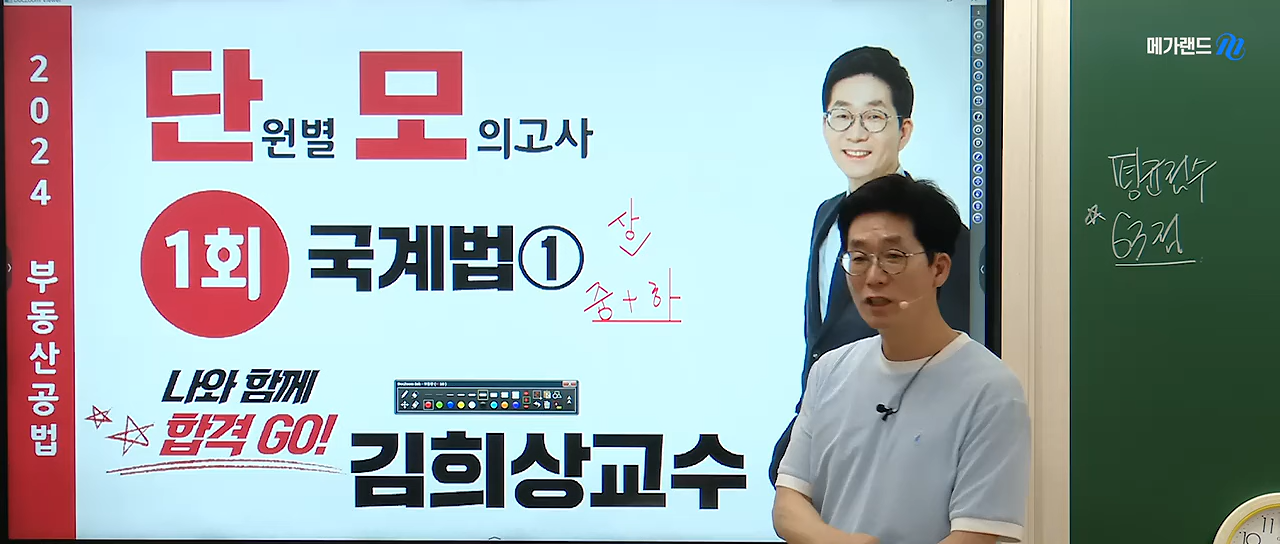 2024 부동산공법
단원별 모의고사
1회 국계법①
상
중+하
나와 함께
합격 GO!
김희상교수
메가랜드
평균점수
63점
11
10